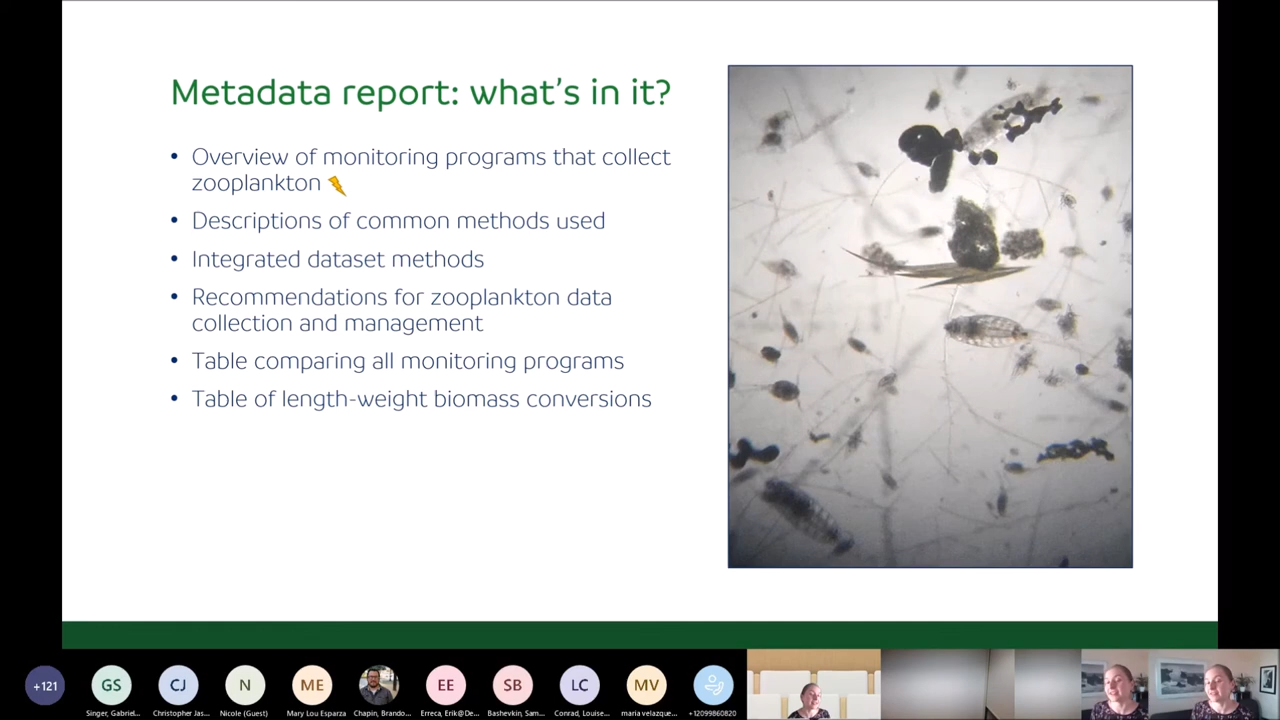 Metadata report: what's in it?
• Overview of monitoring programs that collect
zooplankton
• Descriptions of common methods used
• Integrated dataset methods
• Recommendations for zooplankton data
collection and management
• Table comparing all monitoring programs
• Table of length-weight biomass conversions
+121
GS
CJ
N
ME
EE
SB
LC
MV
Singer, Gabriel...
Christopher Jas...
Nicole (Guest)
Mary Lou Esparza
Chapin, Brando...
Erreca, Erik@De...
Bashevkin, Sam...
Conrad, Louise...
maria velazque...
+12099860820